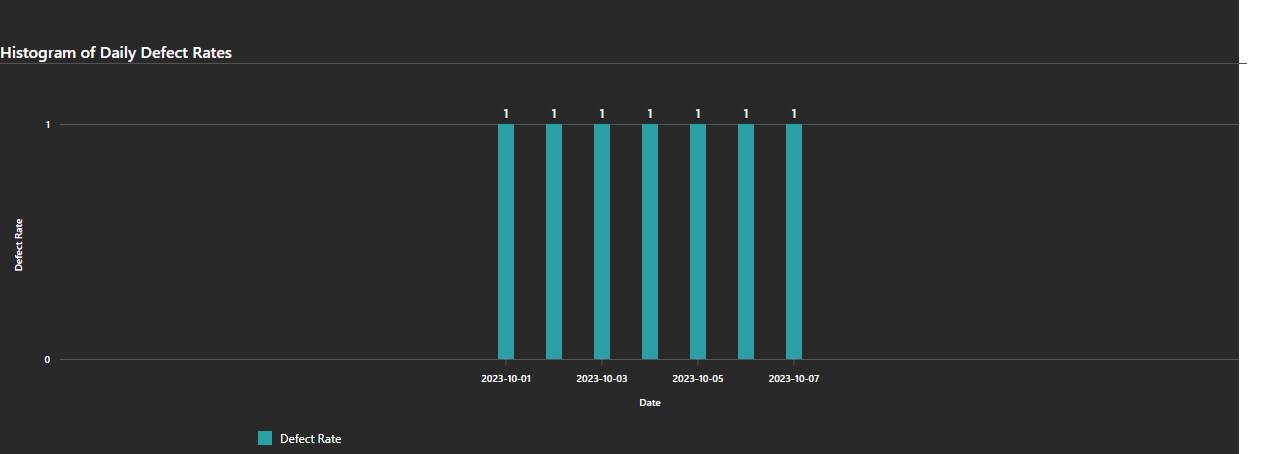 Histogram of Daily Defect Rates
1 1 1 1 1 1 1
1
Defect Rate
0
2023-10-01 2023-10-03 2023-10-05 2023-10-07
Date
Defect Rate